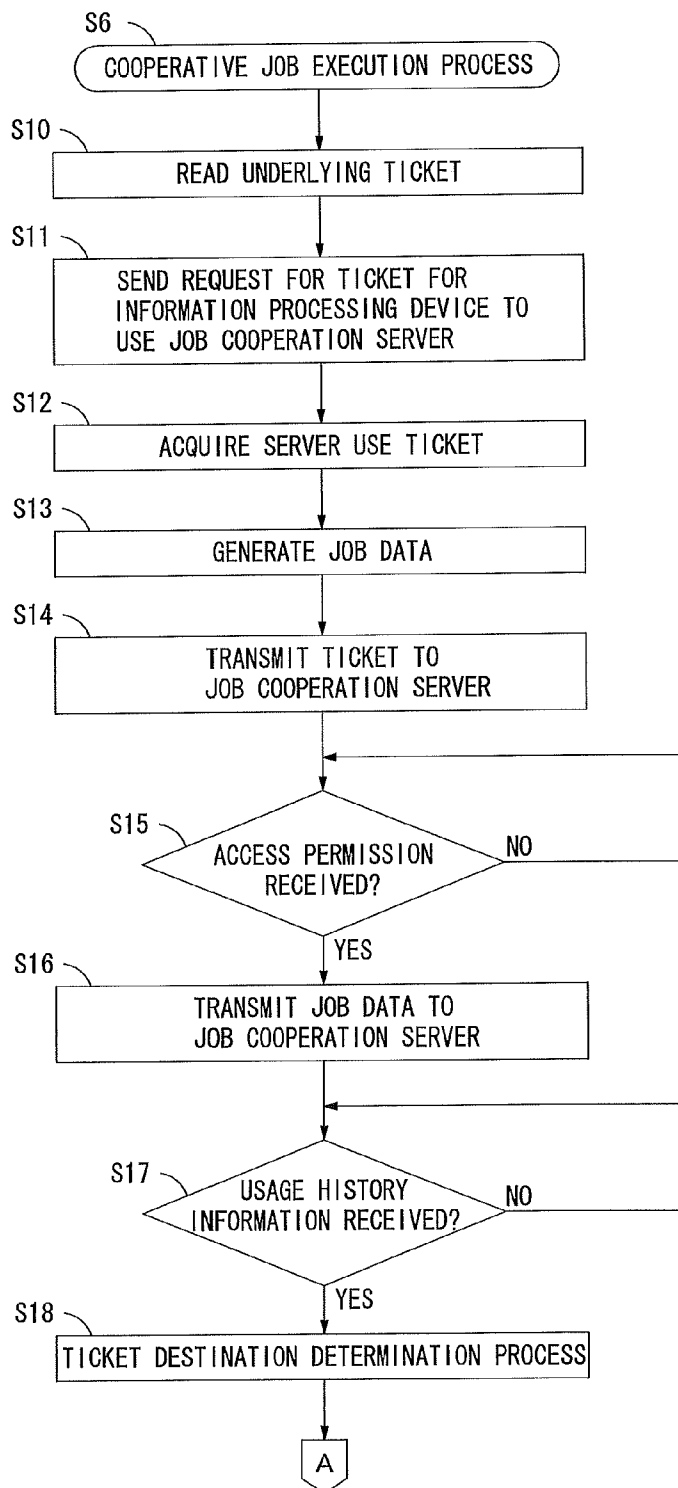 S6
COOPERATIVE JOB EXECUTION PROCESS
S10
READ UNDERLYING TICKET
S11
SEND REQUEST FOR TICKET FOR
INFORMATION PROCESSING DEVICE TO
USE JOB COOPERATION SERVER
S12
ACQUIRE SERVER USE TICKET
S13
GENERATE JOB DATA
S14
TRANSMIT TICKET TO
JOB COOPERATION SERVER
S15
ACCESS PERMISSION
RECEIVED?
NO
YES
S16
TRANSMIT JOB DATA TO
JOB COOPERATION SERVER
S17
USAGE HISTORY
INFORMATION RECEIVED?
NO
YES
S18
TICKET DESTINATION DETERMINATION PROCESS
A